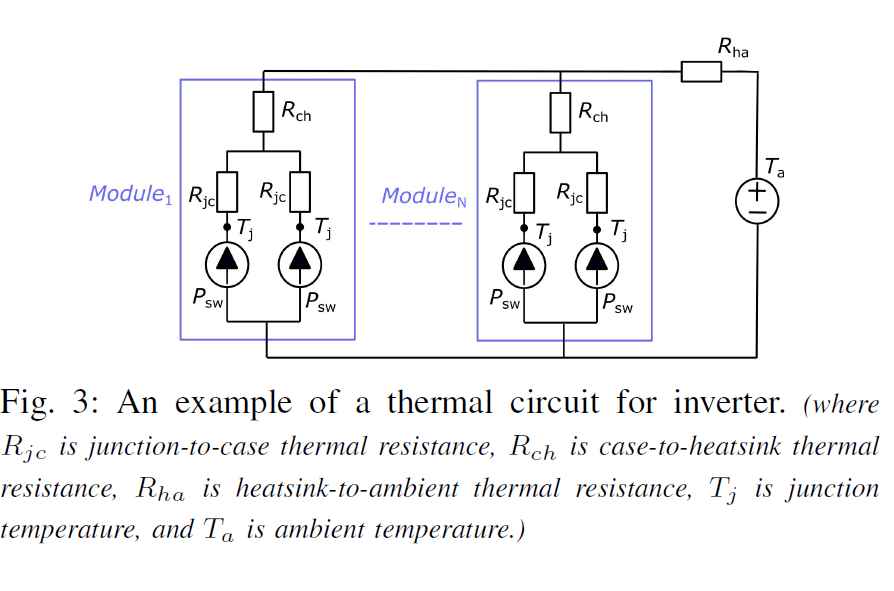 Rha
Rch
Rch
Ta
Module1
Rjc
Rjc
ModuleN
Rjc
Rjc
Tj
Tj
Tj
Tj
Psw
Psw
Psw
Psw
Fig. 3: An example of a thermal circuit for inverter. (where
Rjc is junction-to-case thermal resistance, Rch is case-to-heatsink thermal
resistance, Rha is heatsink-to-ambient thermal resistance, Tj is junction
temperature, and Ta is ambient temperature.)